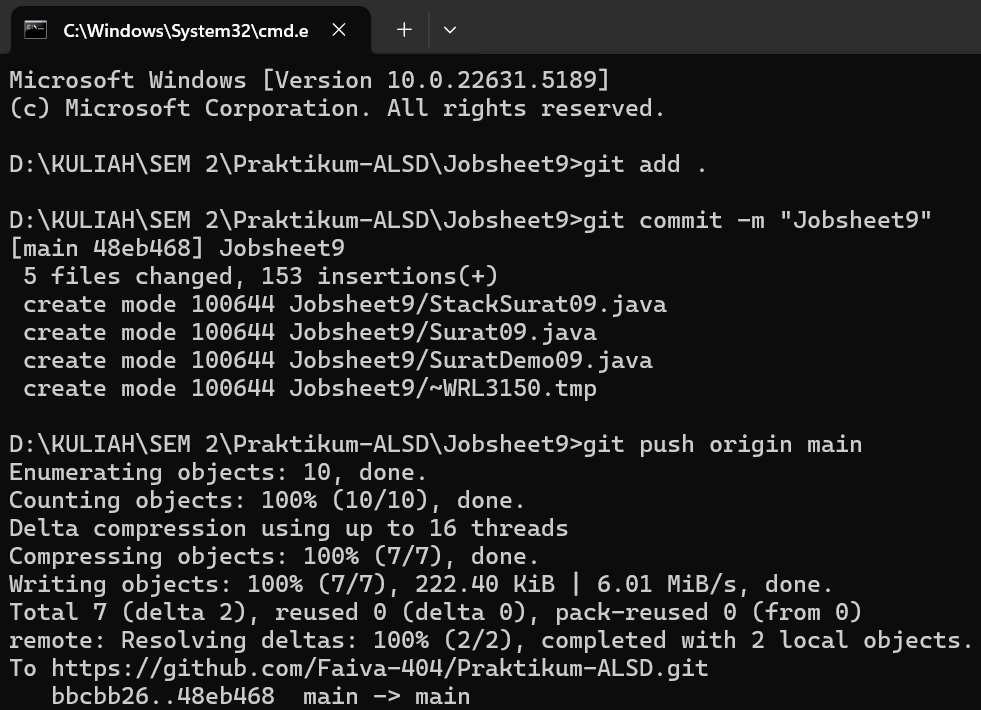 C:\Windows\System32\cmd.e
Microsoft Windows [Version 10.0.22631.5189]
(c) Microsoft Corporation. All rights reserved.
D:\KULIAH\SEM 2\Praktikum-ALSD\Jobsheet9>git add .
D:\KULIAH\SEM 2\Praktikum-ALSD\Jobsheet9>git commit -m "Jobsheet9"
[main 48eb468] Jobsheet9
 5 files changed, 153 insertions(+)
 create mode 100644 Jobsheet9/StackSurat09.java
 create mode 100644 Jobsheet9/Surat09.java
 create mode 100644 Jobsheet9/SuratDemo09.java
 create mode 100644 Jobsheet9/~WRL3150.tmp
D:\KULIAH\SEM 2\Praktikum-ALSD\Jobsheet9>git push origin main
Enumerating objects: 10, done.
Counting objects: 100% (10/10), done.
Delta compression using up to 16 threads
Compressing objects: 100% (7/7), done.
Writing objects: 100% (7/7), 222.40 KiB | 6.01 MiB/s, done.
Total 7 (delta 2), reused 0 (delta 0), pack-reused 0 (from 0)
remote: Resolving deltas: 100% (2/2), completed with 2 local objects.
To https://github.com/Faiva-404/Praktikum-ALSD.git
   bbcbb26..48eb468  main -> main